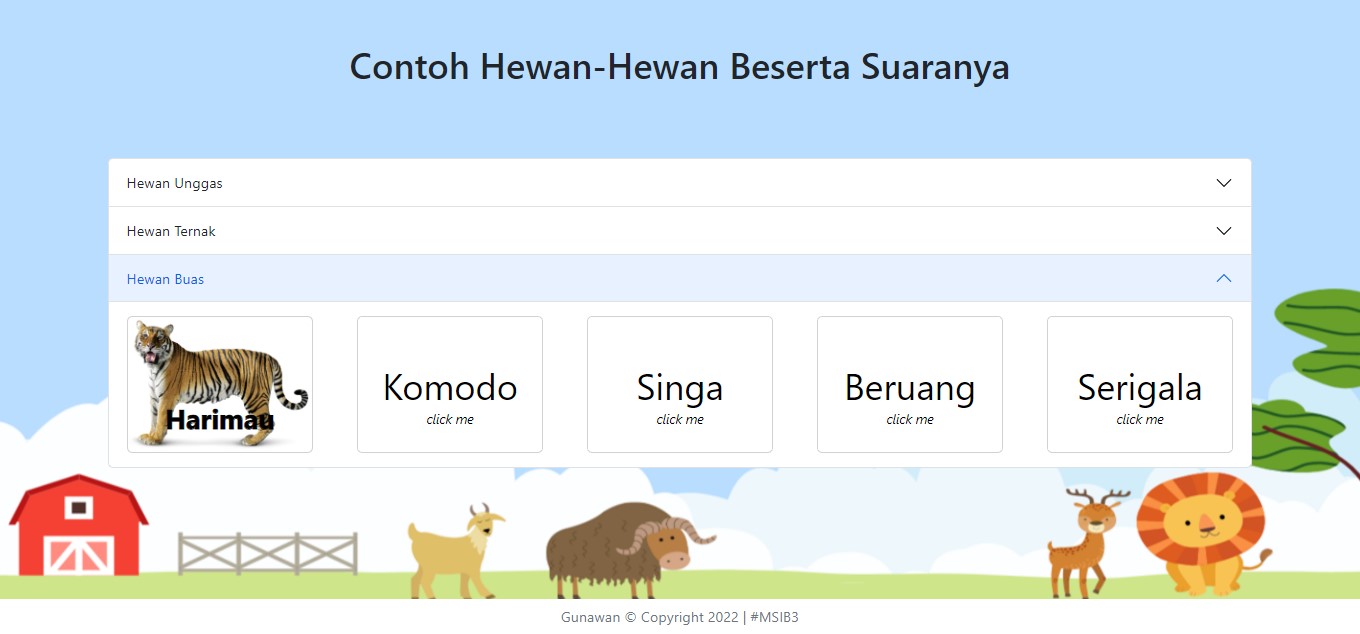 Contoh Hewan-Hewan Beserta Suaranya
Hewan Unggas
Hewan Ternak
Hewan Buas
Harimau
Komodo
click me
Singa
click me
Beruang
click me
Serigala
click me
Gunawan © Copyright 2022 | #MSIB3